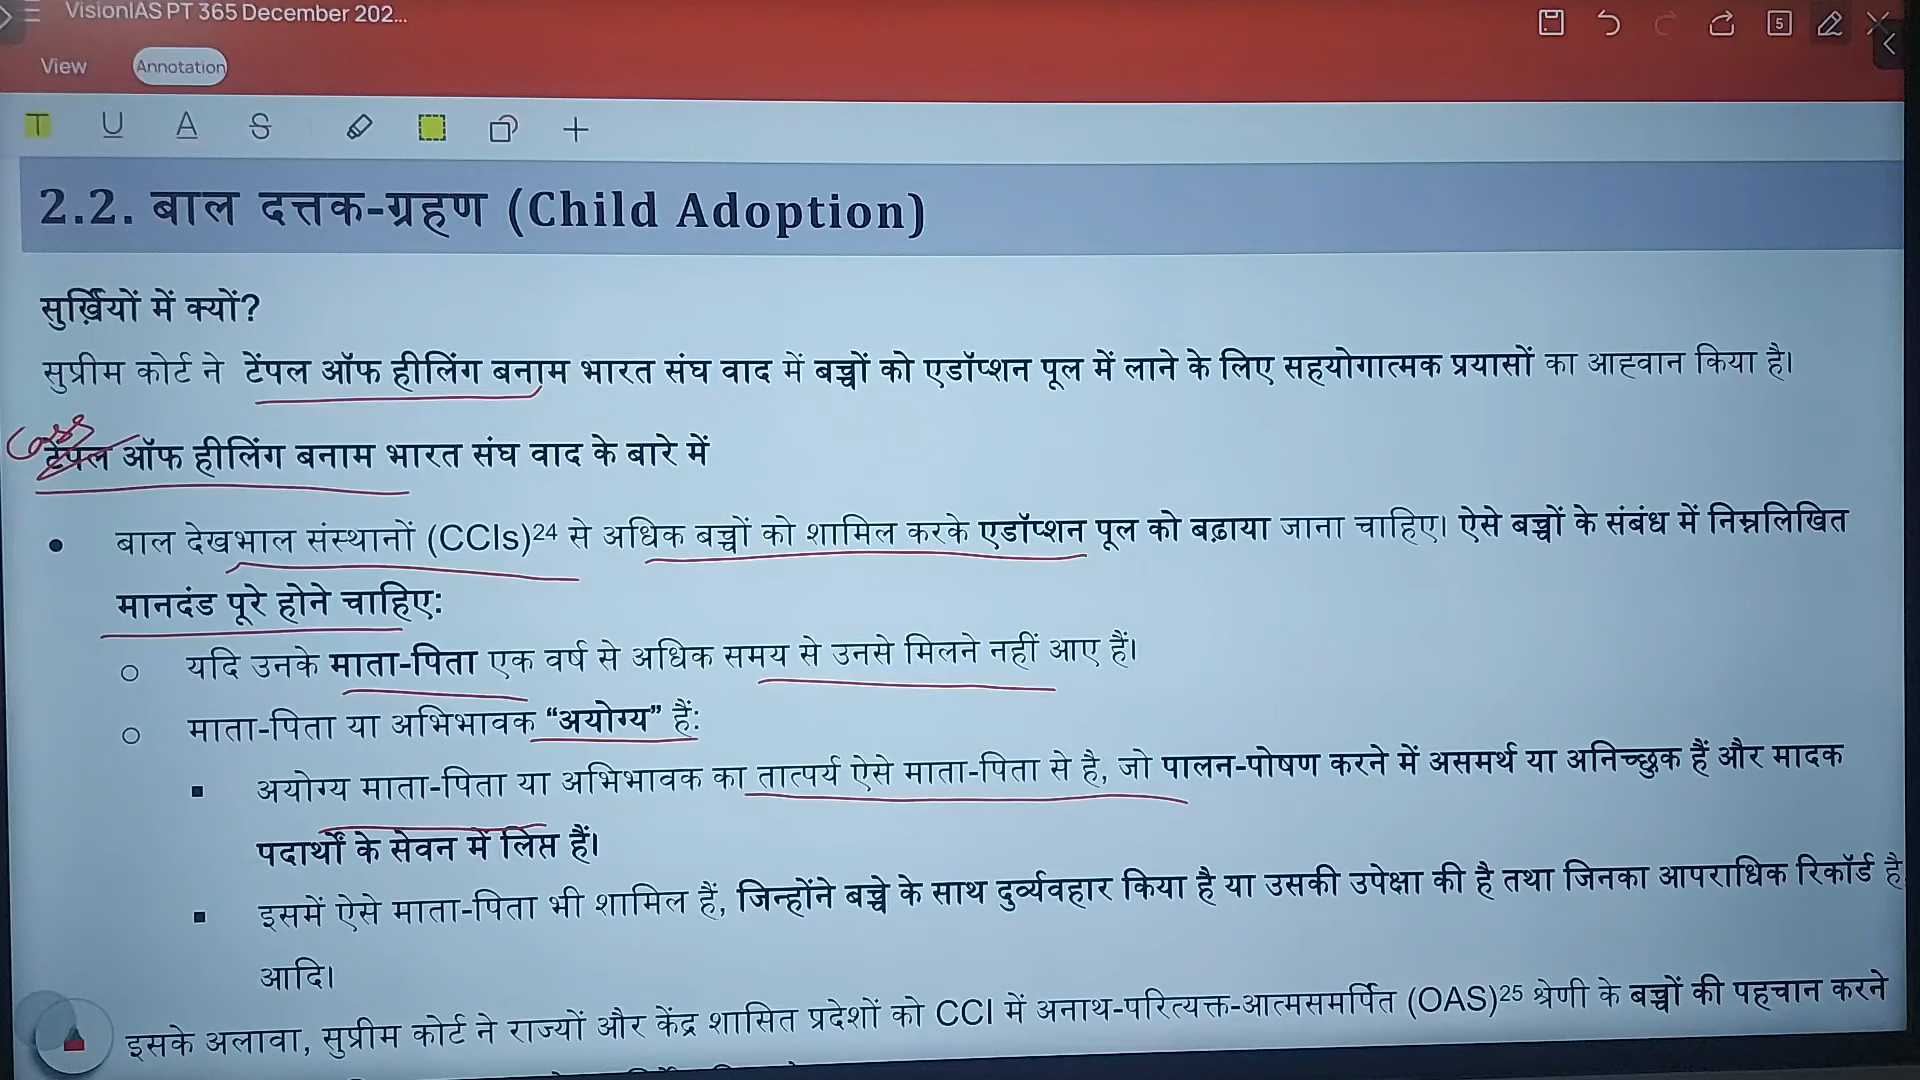 VisionIAS PT 365 December 202...
5
View
Annotation
T U A S
2.2. बाल दत्तक-ग्रहण (Child Adoption)
सुर्ख़ियों में क्यों?
सुप्रीम कोर्ट ने टेंपल ऑफ हीलिंग बनाम भारत संघ वाद में बच्चों को एडॉप्शन पूल में लाने के लिए सहयोगात्मक प्रयासों का आह्वान किया है।
टेंपल ऑफ हीलिंग बनाम भारत संघ वाद के बारे में
• बाल देखभाल संस्थानों (CCIs)24 से अधिक बच्चों को शामिल करके एडॉप्शन पूल को बढ़ाया जाना चाहिए। ऐसे बच्चों के संबंध में निम्नलिखित
मानदंड पूरे होने चाहिए:
○ यदि उनके माता-पिता एक वर्ष से अधिक समय से उनसे मिलने नहीं आए हैं।
○ माता-पिता या अभिभावक “अयोग्य” हैं:
▪ अयोग्य माता-पिता या अभिभावक का तात्पर्य ऐसे माता-पिता से है, जो पालन-पोषण करने में असमर्थ या अनिच्छुक हैं और मादक
पदार्थों के सेवन में लिप्त हैं।
▪ इसमें ऐसे माता-पिता भी शामिल हैं, जिन्होंने बच्चे के साथ दुर्व्यवहार किया है या उसकी उपेक्षा की है तथा जिनका आपराधिक रिकॉर्ड है
आदि।
इसके अलावा, सुप्रीम कोर्ट ने राज्यों और केंद्र शासित प्रदेशों को CCI में अनाथ-परित्यक्त-आत्मसमर्पित (OAS)25 श्रेणी के बच्चों की पहचान करने